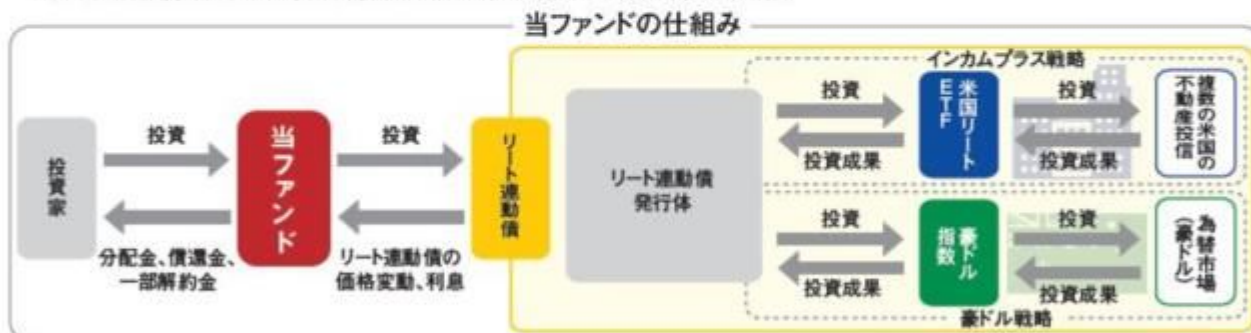 当ファンドの仕組み
インカムプラス戦略
投資家
投資
分配金、償還金、
一部解約金
当ファンド
投資
リート連動債の
価格変動、利息
リート連動債
リート連動債
発行体
投資
投資成果
米国リート
ETF
投資
投資成果
複数の米国の
不動産投信
投資
投資成果
豪ドル
指数
投資
投資成果
為替市場
(豪ドル)
豪ドル戦略